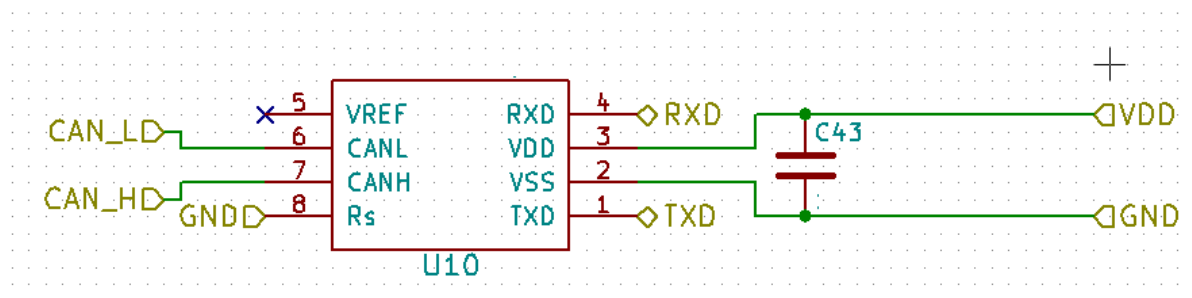 5 4
VREF RXD RXD VDD
CAN_L 6 3 C43
CANL VDD
7 2
CAN_H CANH VSS
8 1
GND Rs TXD TXD GND
U10